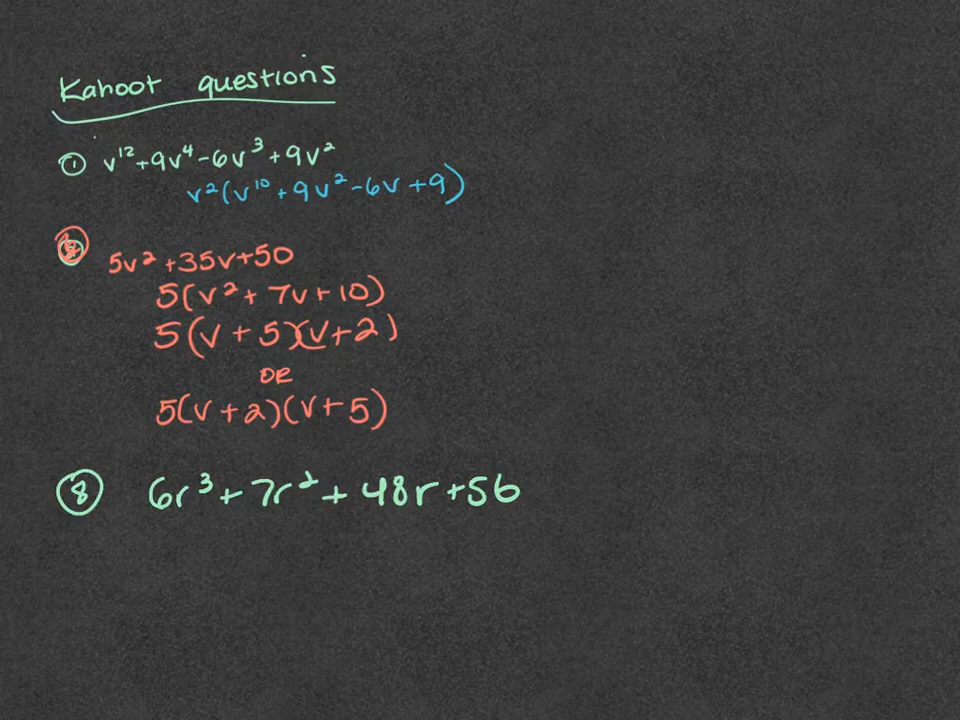 Kahoot questions
① v¹²+9v⁴-6v³+9v²
v²(v¹⁰+9v²-6v+9)
5v²+35v+50
5(v²+7v+10)
5(v+5)(v+2)
OR
5(v+2)(v+5)
⑧ 6r³+7r²+48r+56